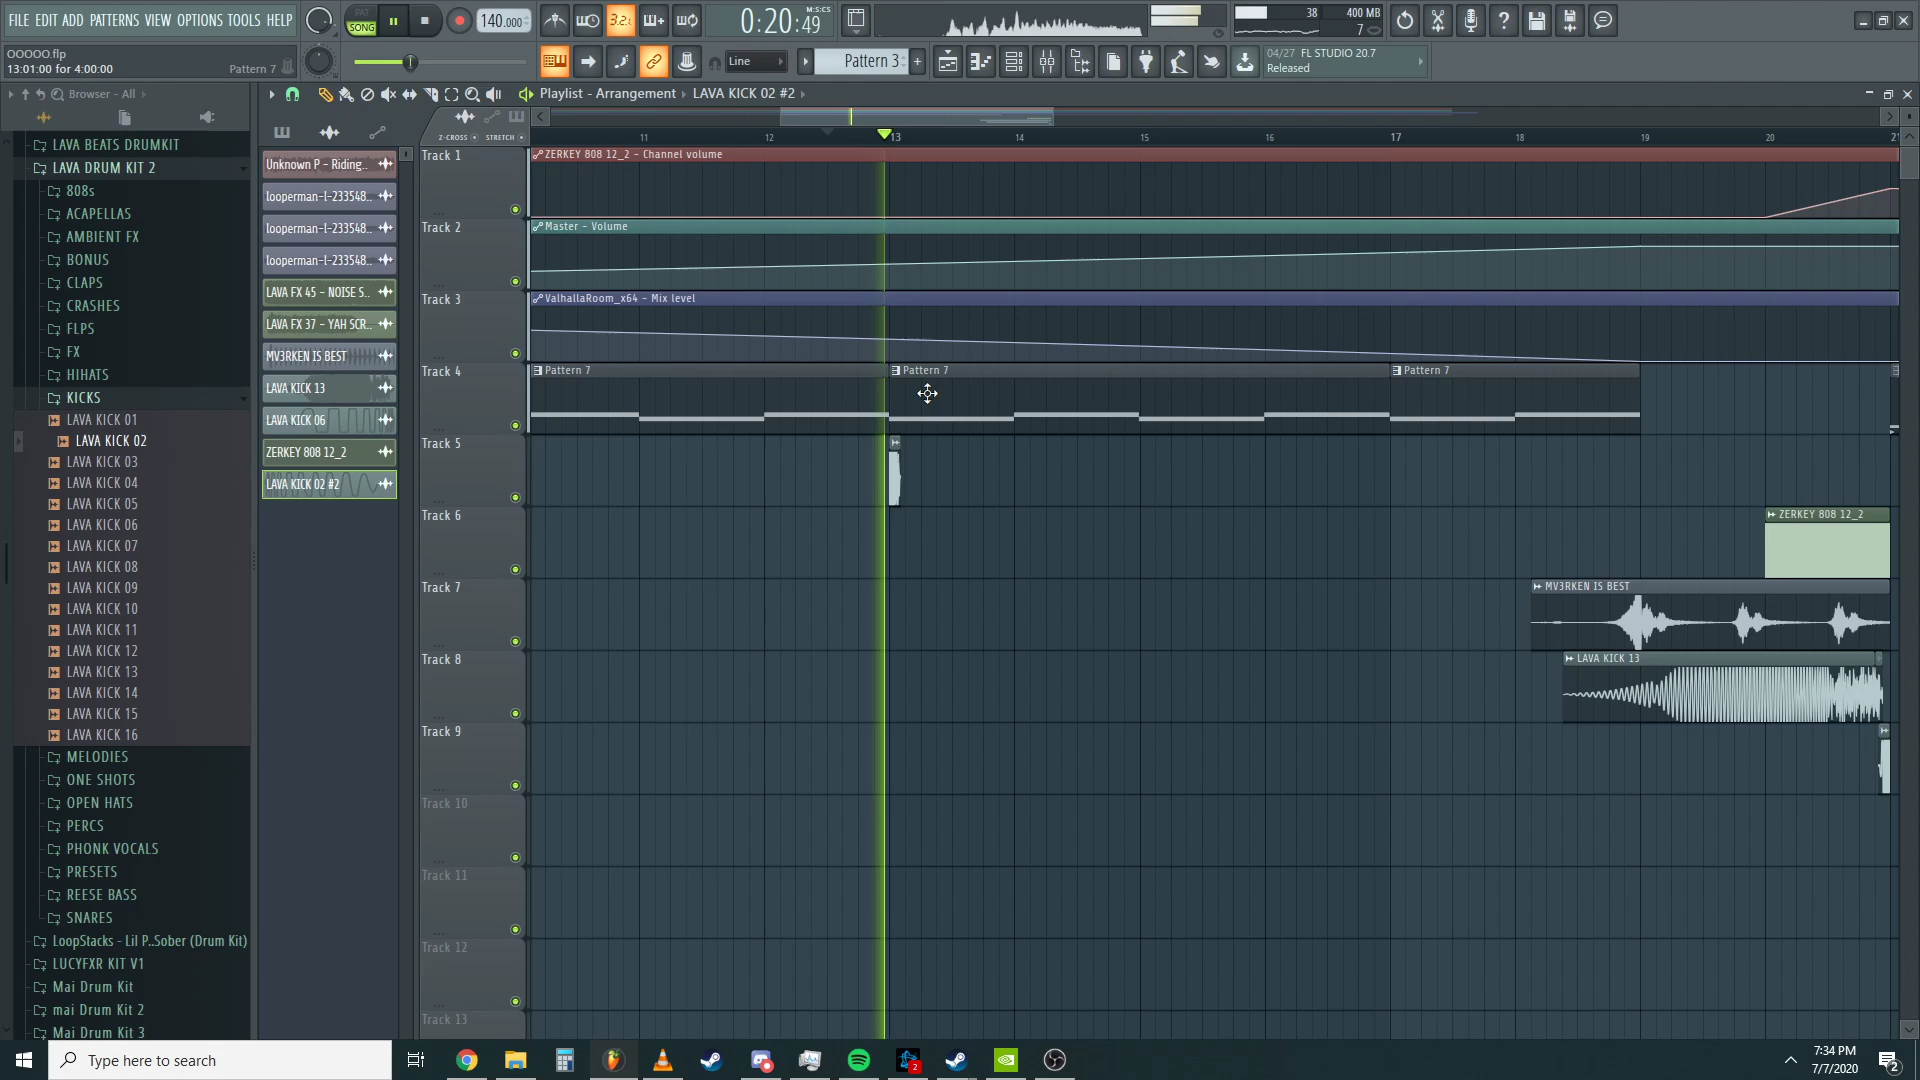 FILE EDIT ADD PATTERNS VIEW OPTIONS TOOLS HELP
PAT
SONG
140.000
3.2.
0:20:49
M:S:CS
38
400 MB
7
OOOOO.flp
13:01:00 for 4:00:00
Pattern 7
Line
Pattern 3
04/27 FL STUDIO 20.7
Released
Browser - All
Playlist - Arrangement
LAVA KICK 02 #2
Z-CROSS
STRETCH
11
12
13
14
15
16
17
18
19
20
21
LAVA BEATS DRUMKIT
LAVA DRUM KIT 2
808s
ACAPELLAS
AMBIENT FX
BONUS
CLAPS
CRASHES
FLPS
FX
HIHATS
KICKS
LAVA KICK 01
LAVA KICK 02
LAVA KICK 03
LAVA KICK 04
LAVA KICK 05
LAVA KICK 06
LAVA KICK 07
LAVA KICK 08
LAVA KICK 09
LAVA KICK 10
LAVA KICK 11
LAVA KICK 12
LAVA KICK 13
LAVA KICK 14
LAVA KICK 15
LAVA KICK 16
MELODIES
ONE SHOTS
OPEN HATS
PERCS
PHONK VOCALS
PRESETS
REESE BASS
SNARES
LoopStacks - Lil P..Sober (Drum Kit)
LUCYFXR KIT V1
Mai Drum Kit
mai Drum Kit 2
Mai Drum Kit 3
Unknown P - Riding..
looperman-l-233548..
looperman-l-233548..
looperman-l-233548..
LAVA FX 45 - NOISE S..
LAVA FX 37 - YAH SCR..
MV3RKEN IS BEST
LAVA KICK 13
LAVA KICK 06
ZERKEY 808 12_2
LAVA KICK 02 #2
Track 1
ZERKEY 808 12_2 - Channel volume
Track 2
Master - Volume
Track 3
ValhallaRoom_x64 - Mix level
Track 4
Pattern 7
Pattern 7
Pattern 7
Track 5
Track 6
ZERKEY 808 12_2
Track 7
MV3RKEN IS BEST
Track 8
LAVA KICK 13
Track 9
Track 10
Track 11
Track 12
Track 13
Type here to search
2
7:34 PM
7/7/2020
2